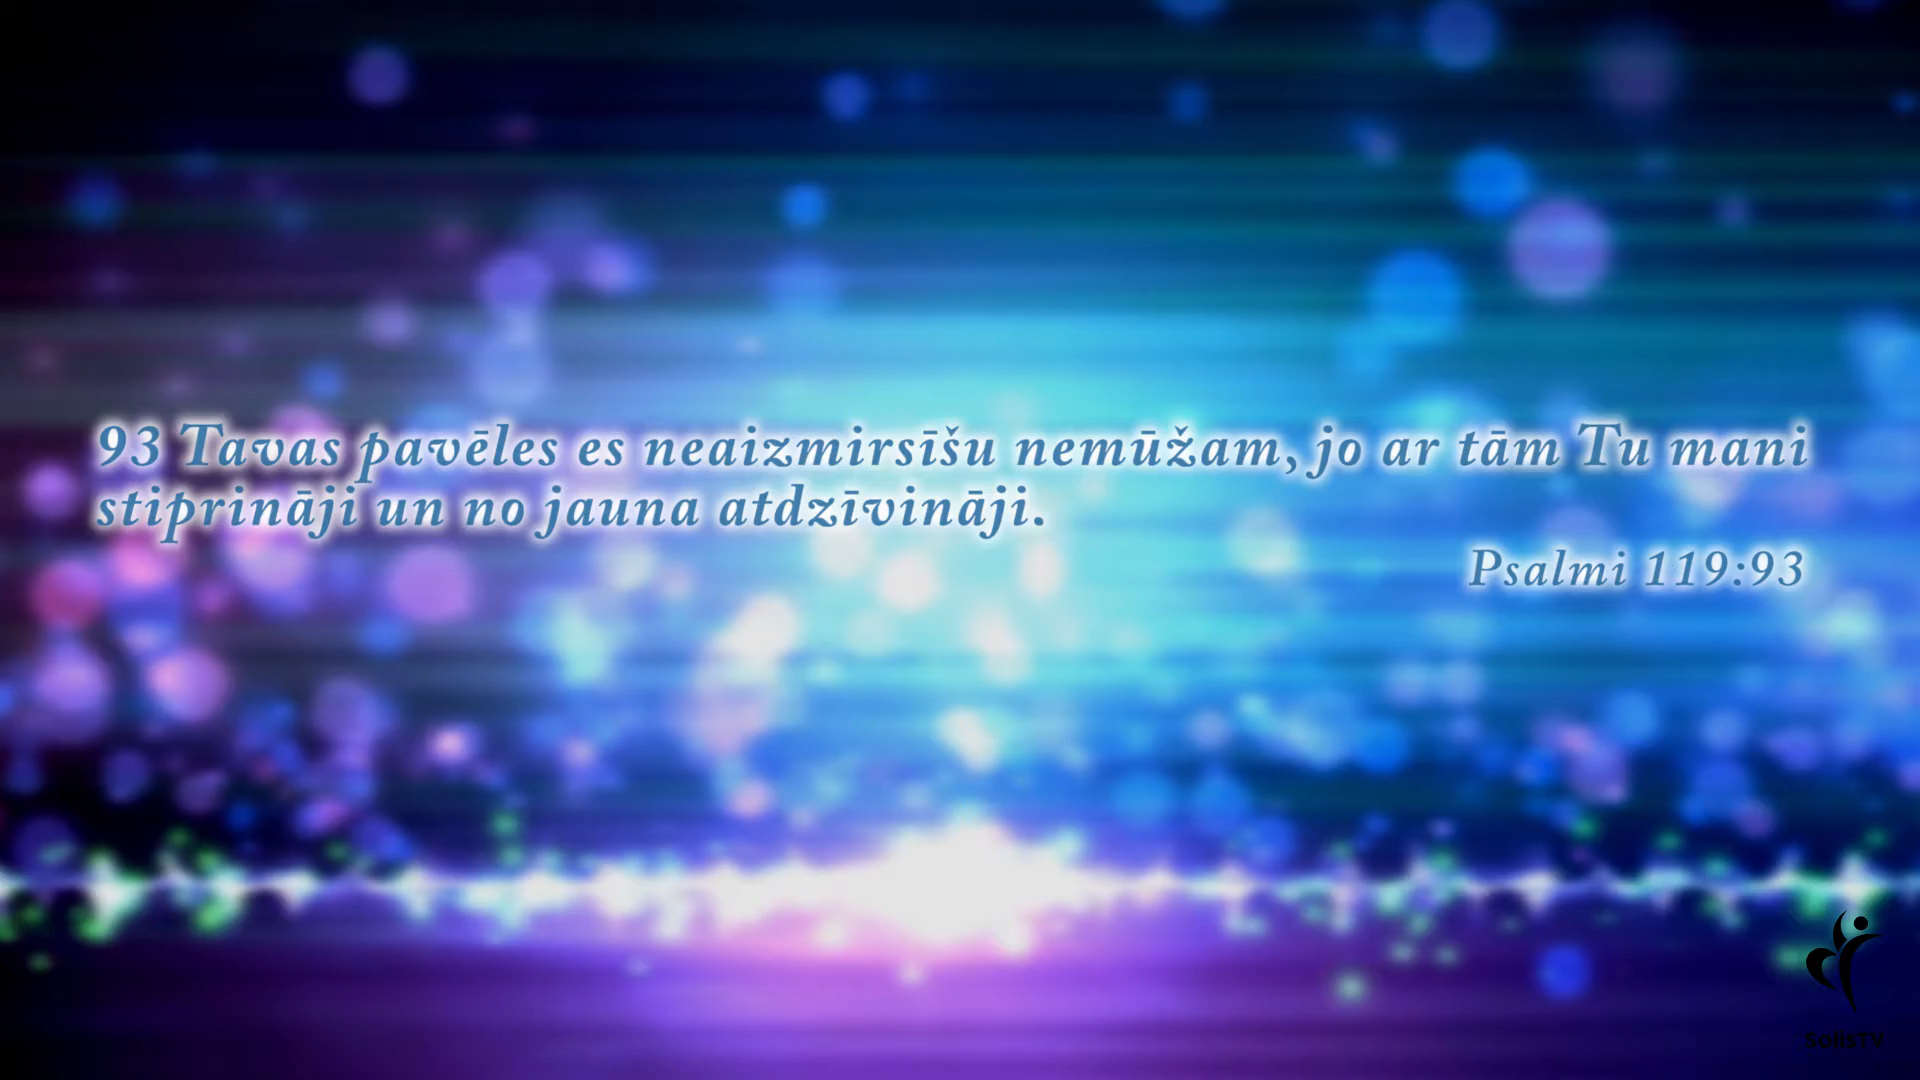 93 Tavas pavēles es neaizmirsīšu nemūžam, jo ar tām Tu mani
stiprināji un no jauna atdzīvināji.
Psalmi 119:93
SolisTV